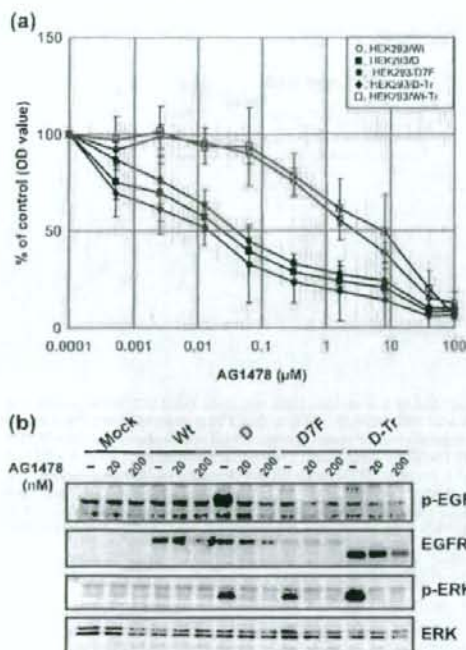 (a)
150
100
50
0
% of control (OD value)
HEK293/Wt
HEK293/D
HEK293/D7F
HEK293/D-Tr
HEK293/Wt-Tr
0.0001 0.001 0.01 0.1 1 10 100
AG1478 (μM)
(b)
Mock Wt D D7F D-Tr
AG1478 (nM) – 20 200 – 20 200 – 20 200 – 20 200 – 20 200
p-EGF
EGFR
p-ERK
ERK